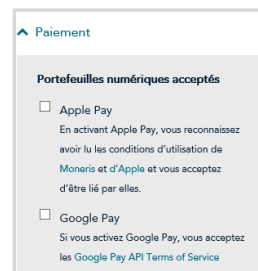 Paiement
Portefeuilles numériques acceptés
Apple Pay
En activant Apple Pay, vous reconnaissez
avoir lu les conditions d'utilisation de
Moneris et d'Apple et vous acceptez
d'être lié par elles.
Google Pay
Si vous activez Google Pay, vous acceptez
les Google Pay API Terms of Service